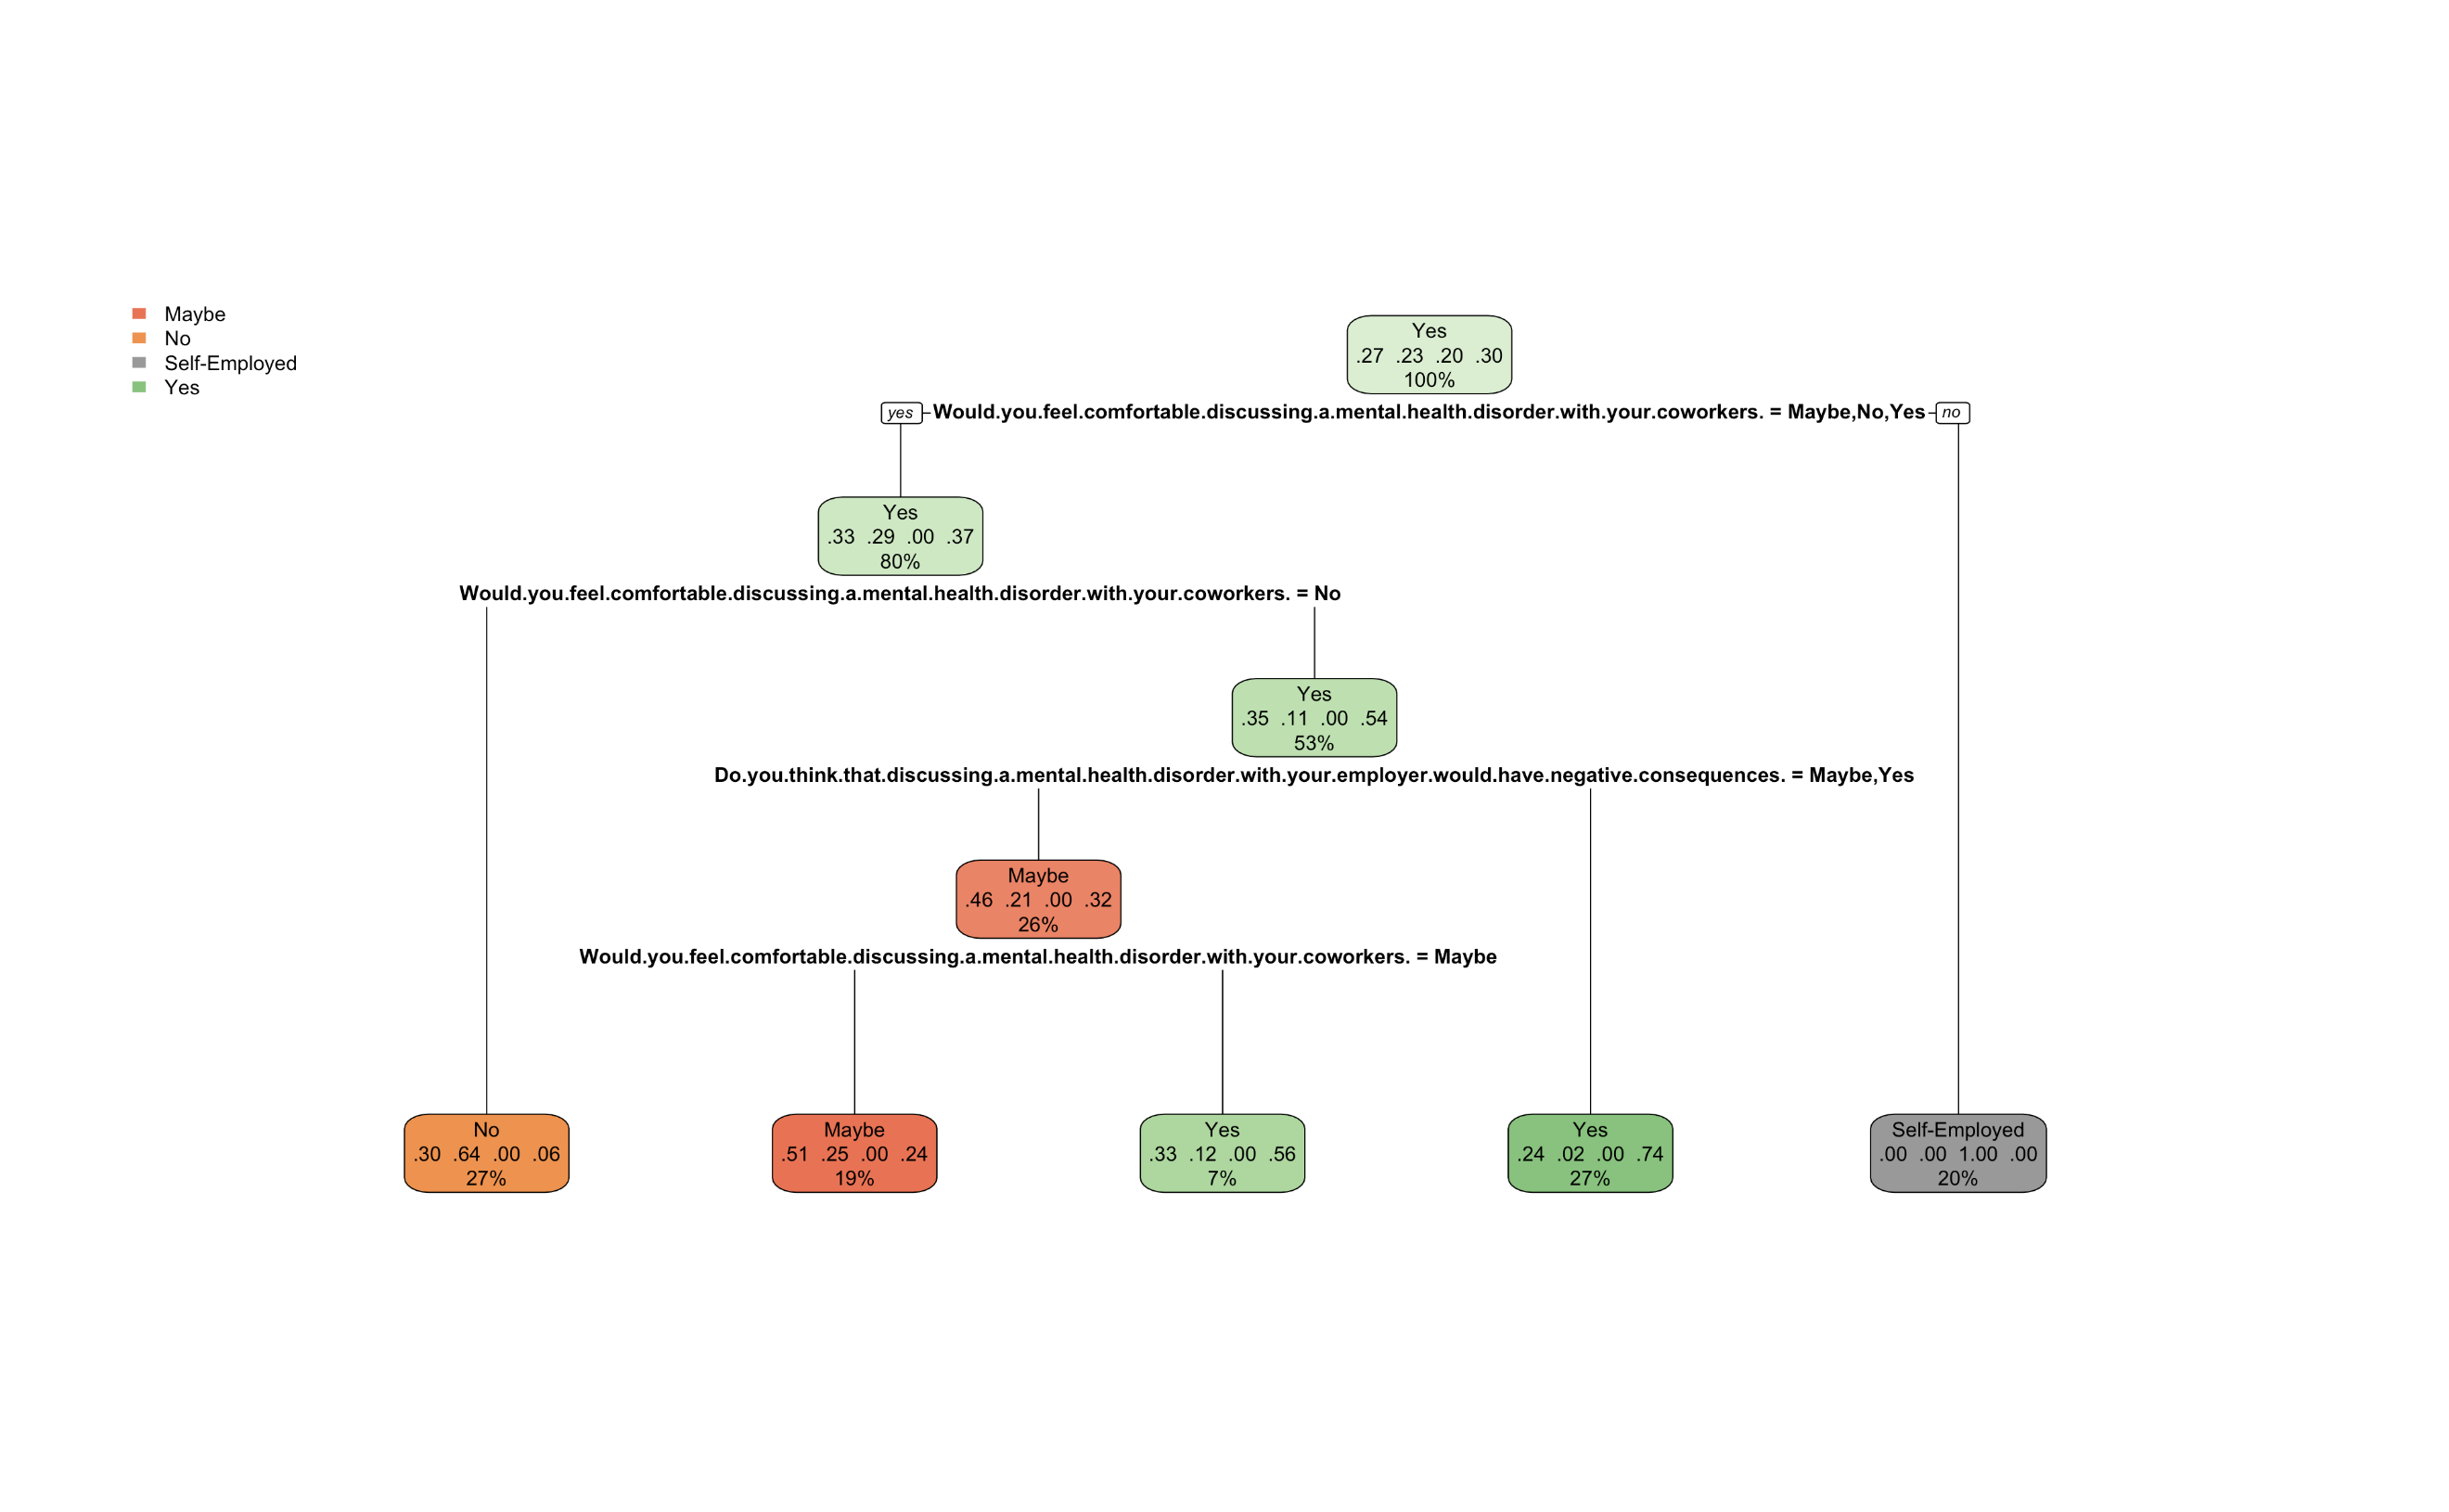 Maybe
No
Self-Employed
Yes
Yes
.27 .23 .20 .30
100%
yes Would.you.feel.comfortable.discussing.a.mental.health.disorder.with.your.coworkers. = Maybe,No,Yes no
Yes
.33 .29 .00 .37
80%
Would.you.feel.comfortable.discussing.a.mental.health.disorder.with.your.coworkers. = No
Yes
.35 .11 .00 .54
53%
Do.you.think.that.discussing.a.mental.health.disorder.with.your.employer.would.have.negative.consequences. = Maybe,Yes
Maybe
.46 .21 .00 .32
26%
Would.you.feel.comfortable.discussing.a.mental.health.disorder.with.your.coworkers. = Maybe
No
.30 .64 .00 .06
27%
Maybe
.51 .25 .00 .24
19%
Yes
.33 .12 .00 .56
7%
Yes
.24 .02 .00 .74
27%
Self-Employed
.00 .00 1.00 .00
20%